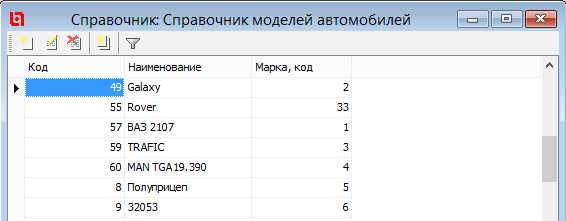 Справочник: Справочник моделей автомобилей
Код Наименование Марка, код
49 Galaxy 2
55 Rover 33
57 ВАЗ 2107 1
59 TRAFIC 3
60 MAN TGA19.390 4
8 Полуприцеп 5
9 32053 6